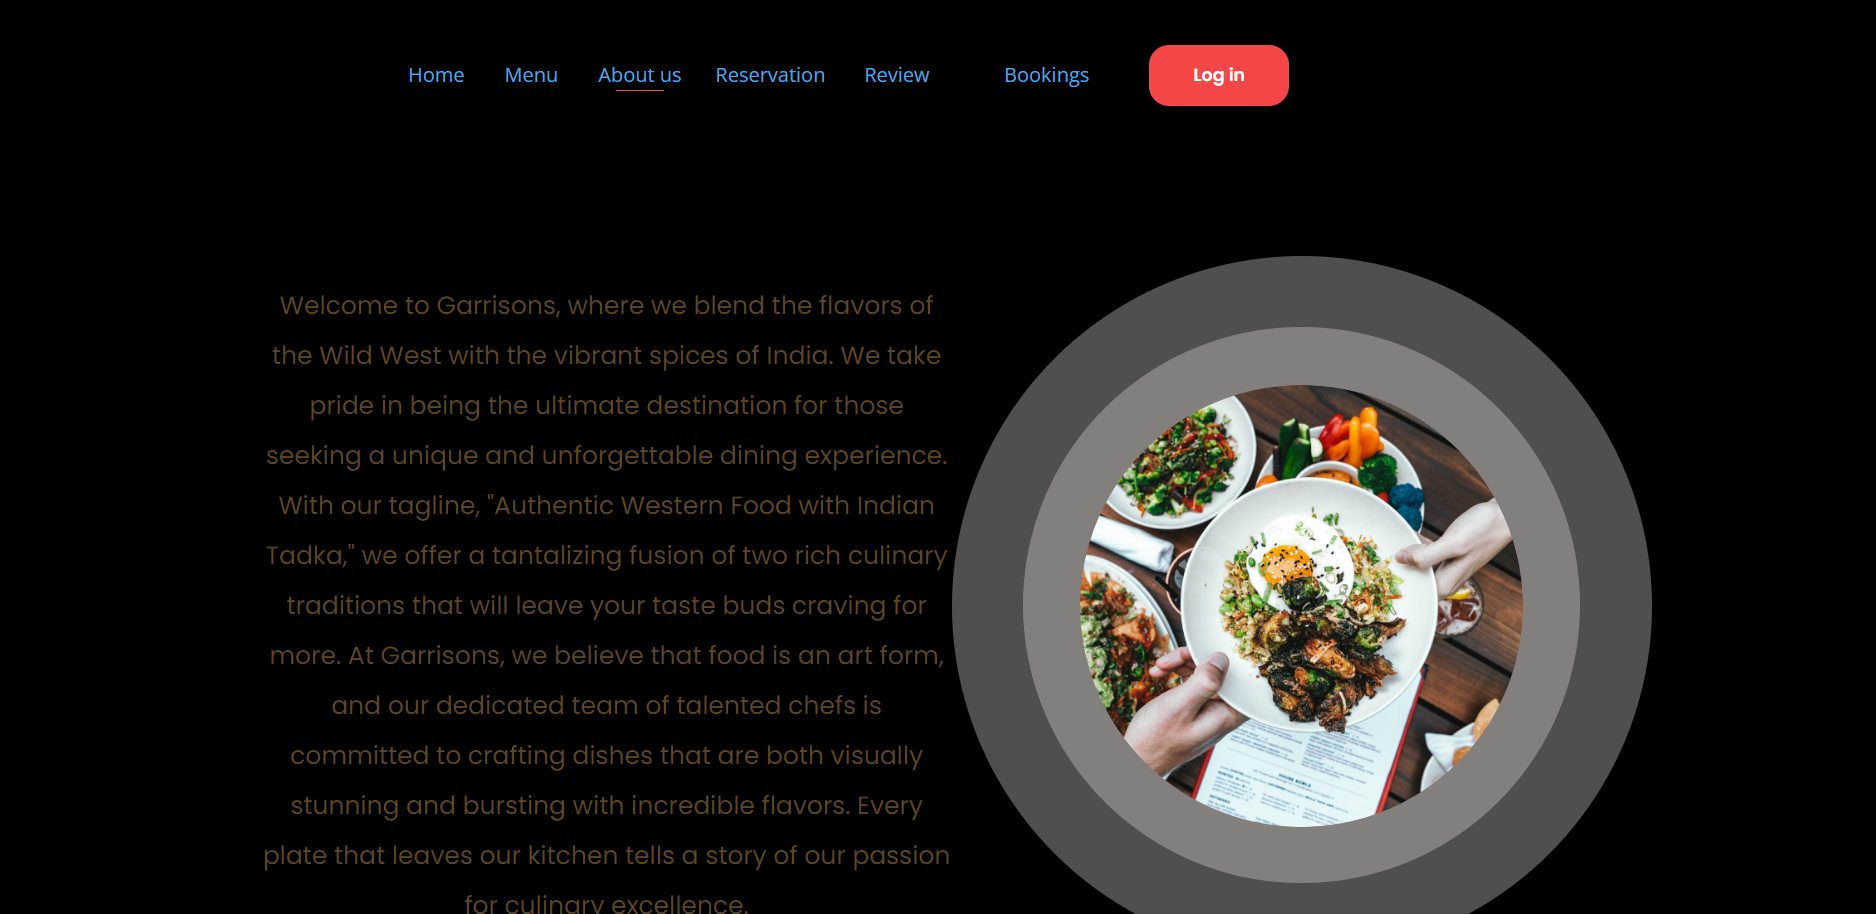 Home Menu About us Reservation Review Bookings Log in
Welcome to Garrisons, where we blend the flavors of
the Wild West with the vibrant spices of India. We take
pride in being the ultimate destination for those
seeking a unique and unforgettable dining experience.
With our tagline, "Authentic Western Food with Indian
Tadka," we offer a tantalizing fusion of two rich culinary
traditions that will leave your taste buds craving for
more. At Garrisons, we believe that food is an art form,
and our dedicated team of talented chefs is
committed to crafting dishes that are both visually
stunning and bursting with incredible flavors. Every
plate that leaves our kitchen tells a story of our passion
for culinary excellence.